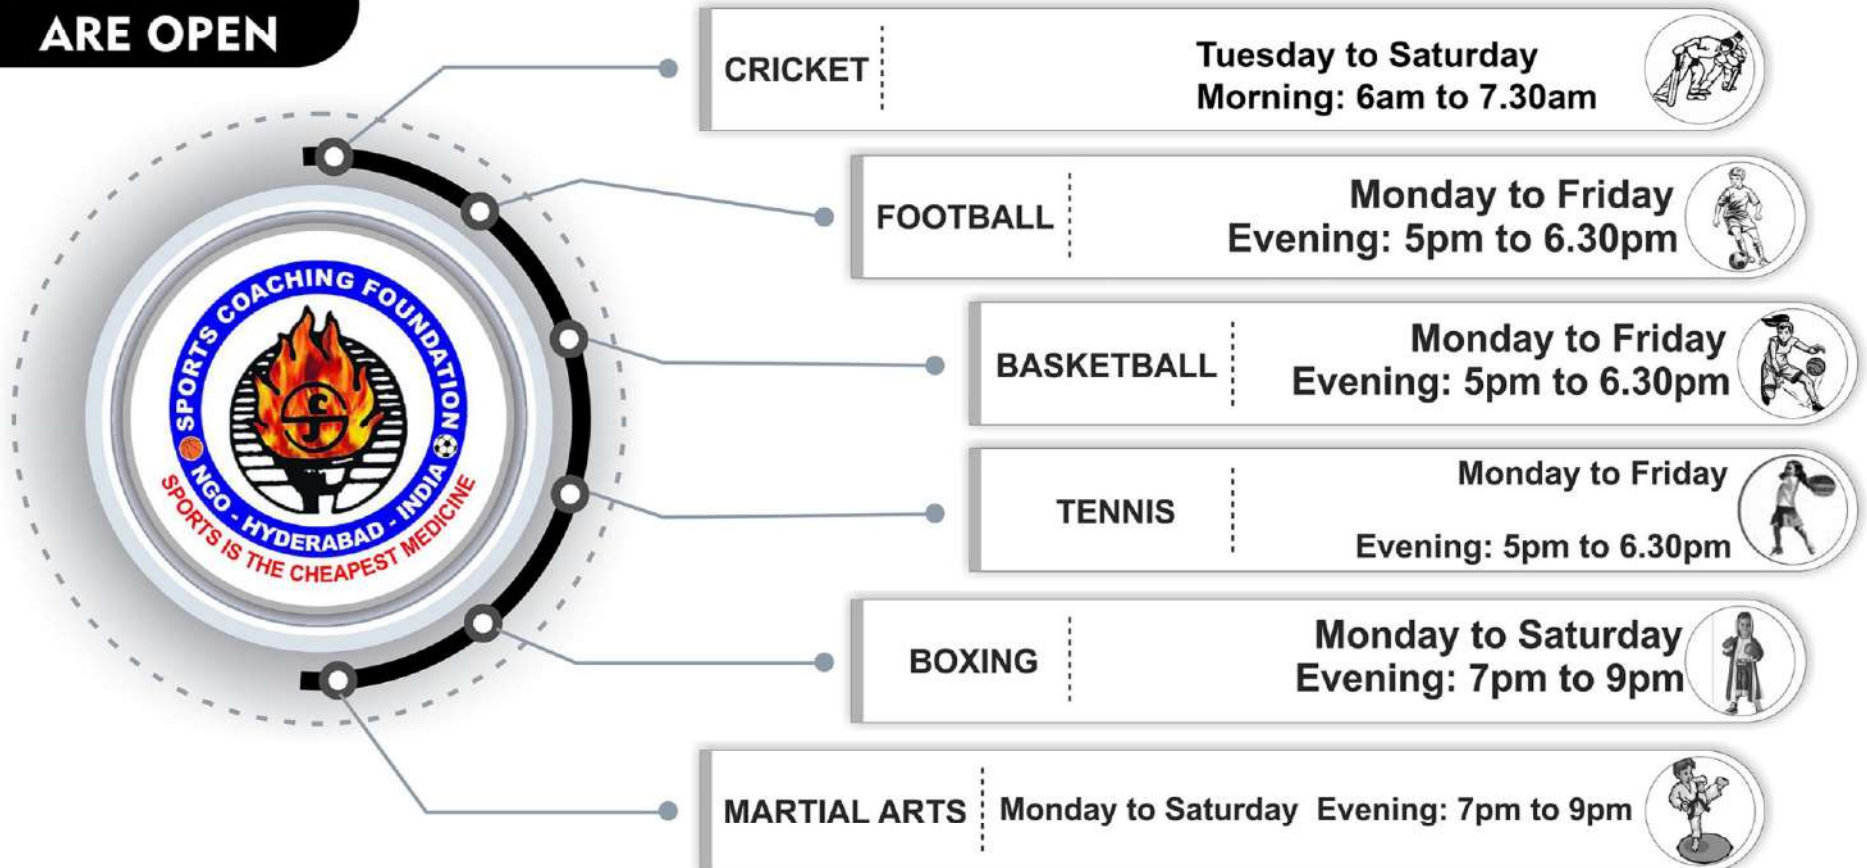 ARE OPEN
CRICKET
Tuesday to Saturday
Morning: 6am to 7.30am
FOOTBALL
Monday to Friday
Evening: 5pm to 6.30pm
BASKETBALL
Monday to Friday
Evening: 5pm to 6.30pm
TENNIS
Monday to Friday
Evening: 5pm to 6.30pm
BOXING
Monday to Saturday
Evening: 7pm to 9pm
MARTIAL ARTS
Monday to Saturday Evening: 7pm to 9pm
SPORTS COACHING FOUNDATION
NGO - HYDERABAD - INDIA
SPORTS IS THE CHEAPEST MEDICINE